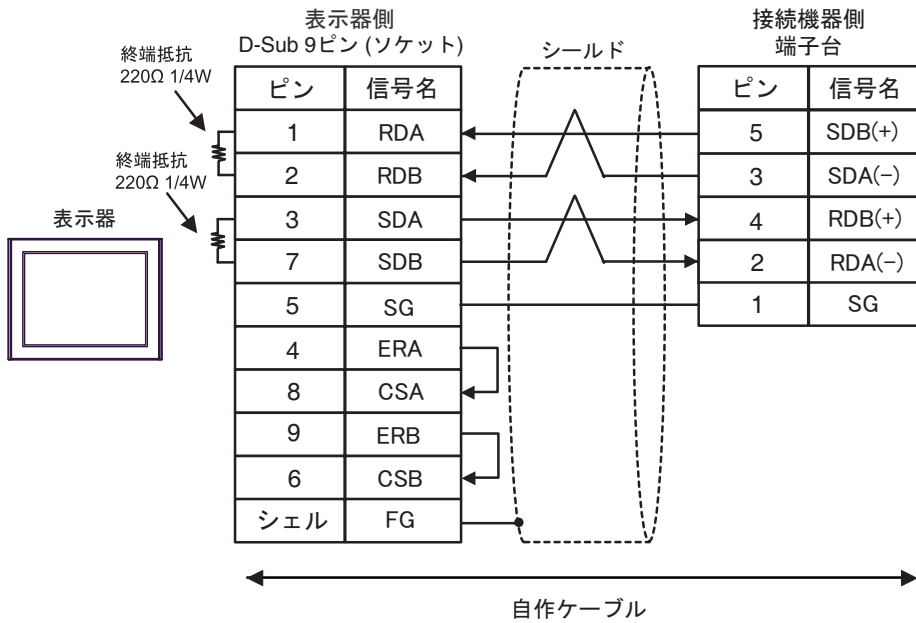 表示器側
D-Sub 9ピン (ソケット)
シールド
接続機器側
端子台
終端抵抗
220Ω 1/4W
終端抵抗
220Ω 1/4W
表示器
ピン 信号名
1 RDA
2 RDB
3 SDA
7 SDB
5 SG
4 ERA
8 CSA
9 ERB
6 CSB
シェル FG
ピン 信号名
5 SDB(+)
3 SDA(−)
4 RDB(+)
2 RDA(−)
1 SG
自作ケーブル